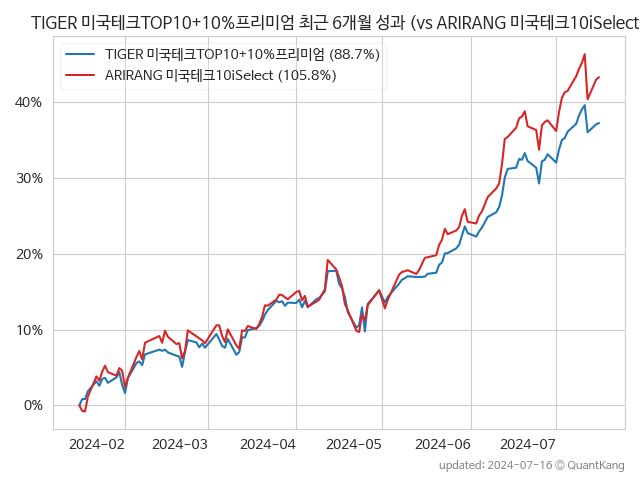 TIGER 미국테크TOP10+10%프리미엄 최근 6개월 성과 (vs ARIRANG 미국테크10iSelect
TIGER 미국테크TOP10+10%프리미엄 (88.7%)
ARIRANG 미국테크10iSelect (105.8%)
40%
30%
20%
10%
0%
2024-02 2024-03 2024-04 2024-05 2024-06 2024-07
updated: 2024-07-16 © QuantKang